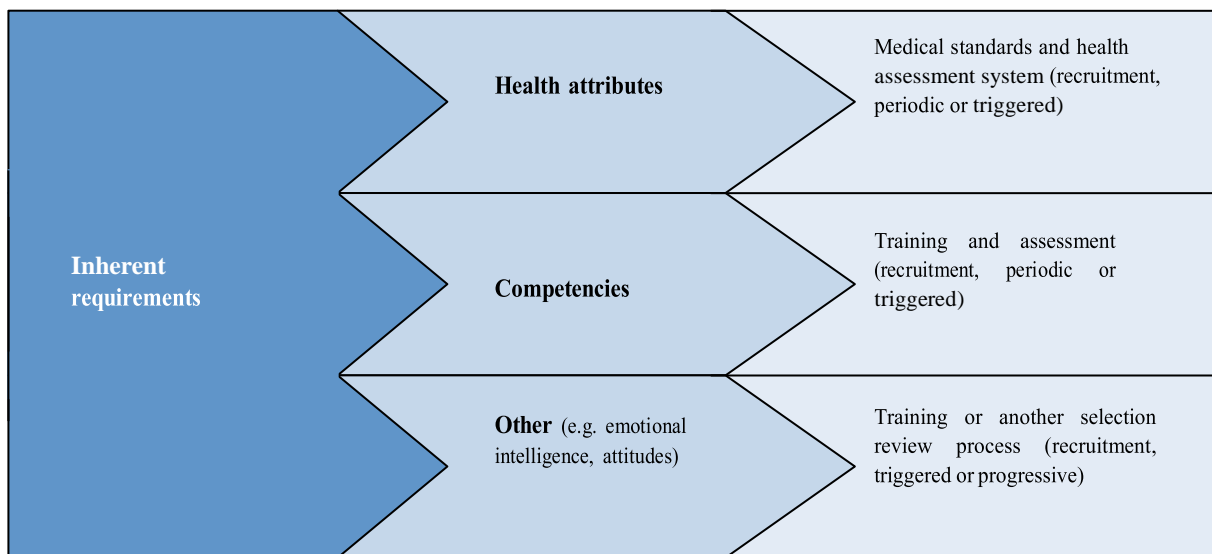 Inherent
requirements
Health attributes
Medical standards and health
assessment system (recruitment,
periodic or triggered)
Competencies
Training and assessment
(recruitment, periodic or
triggered)
Other (e.g. emotional
intelligence, attitudes)
Training or another selection
review process (recruitment,
triggered or progressive)